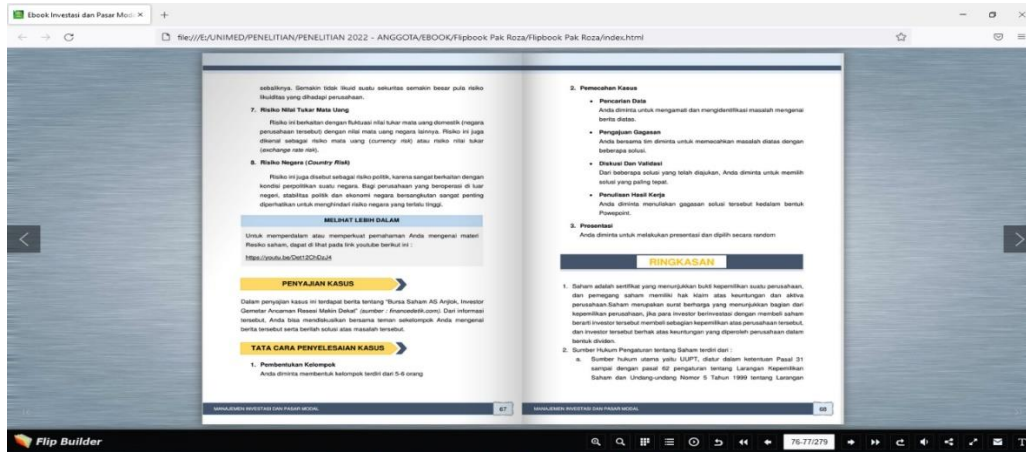 Ebook Investasi dan Pasar Mod
file:///E:/UNIMED/PENELITIAN/PENELITIAN 2022 - ANGGOTA/EBOOK/Flipbook Pak Roza/Flipbook Pak Roza/index.html
sebaliknya. Semakin tidak likuid suatu sekuritas semakin besar pula risiko
likuiditas yang dihadapi perusahaan.
7. Risiko Nilai Tukar Mata Uang
Risiko ini berkaitan dengan fluktuasi nilai tukar mata uang domestik (negara
perusahaan tersebut) dengan nilai mata uang negara lainnya. Risiko ini juga
dikenal sebagai risiko mata uang (currency risk) atau risiko nilai tukar
(exchange rate risk).
8. Risiko Negara (Country Risk)
Risiko ini juga disebut sebagai risiko politik, karena sangat berkaitan dengan
kondisi perpolitikan suatu negara. Bagi perusahaan yang beroperasi di luar
negeri, stabilitas politik dan ekonomi negara bersangkutan sangat penting
diperhatikan untuk menghindari risiko negara yang terlalu tinggi.
MELIHAT LEBIH DALAM
Untuk memperdalam atau memperkuat pemahaman Anda mengenai materi
Resiko saham, dapat di lihat pada link youtube berikut ini :
PENYAJIAN KASUS
Dalam penyajian kasus ini terdapat berita tentang "Bursa Saham AS Anjlok, Investor
Gemetar Ancaman Resesi Makin Dekat" (sumber : financedetik.com). Dari informasi
tersebut, Anda bisa mendiskusikan bersama teman sekelompok Anda mengenai
berita tersebut serta berilah solusi atas masalah tersebut.
TATA CARA PENYELESAIAN KASUS
1. Pembentukan Kelompok
Anda diminta membentuk kelompok terdiri dari 5-6 orang
MANAJEMEN INVESTASI DAN PASAR MODAL
67
2. Pemecahan Kasus
• Pencarian Data
Anda diminta untuk mengamati dan mengidentifikasi masalah mengenai
berita diatas.
• Pengajuan Gagasan
Anda bersama tim diminta untuk memecahkan masalah diatas dengan
beberapa solusi.
• Diskusi Dan Validasi
Dari beberapa solusi yang telah diajukan, Anda diminta untuk memilih
solusi yang paling tepat.
• Penulisan Hasil Kerja
Anda diminta menuliskan gagasan solusi tersebut kedalam bentuk
Powepoint.
3. Presentasi
Anda diminta untuk melakukan presentasi dan dipilih secara random
RINGKASAN
1. Saham adalah sertifikat yang menunjukkan bukti kepemilikan suatu perusahaan,
dan pemegang saham memiliki hak klaim atas keuntungan dan aktiva
perusahaan.Saham merupakan surat berharga yang menunjukkan bagian dari
kepemilikan perusahaan, jika para investor berinvestasi dengan membeli saham
berarti investor tersebut membeli sebagian kepemilikan atas perusahaan tersebut,
dan investor tersebut berhak atas keuntungan yang diperoleh perusahaan dalam
bentuk dividen.
2. Sumber Hukum Pengaturan tentang Saham terdiri dari :
a. Sumber hukum utama yaitu UUPT, diatur dalam ketentuan Pasal 31
sampai dengan pasal 62 pengaturan tentang Larangan Kepemilikan
Saham dan Undang-undang Nomor 5 Tahun 1999 tentang Larangan
MANAJEMEN INVESTASI DAN PASAR MODAL
68
Flip Builder
76-77/279